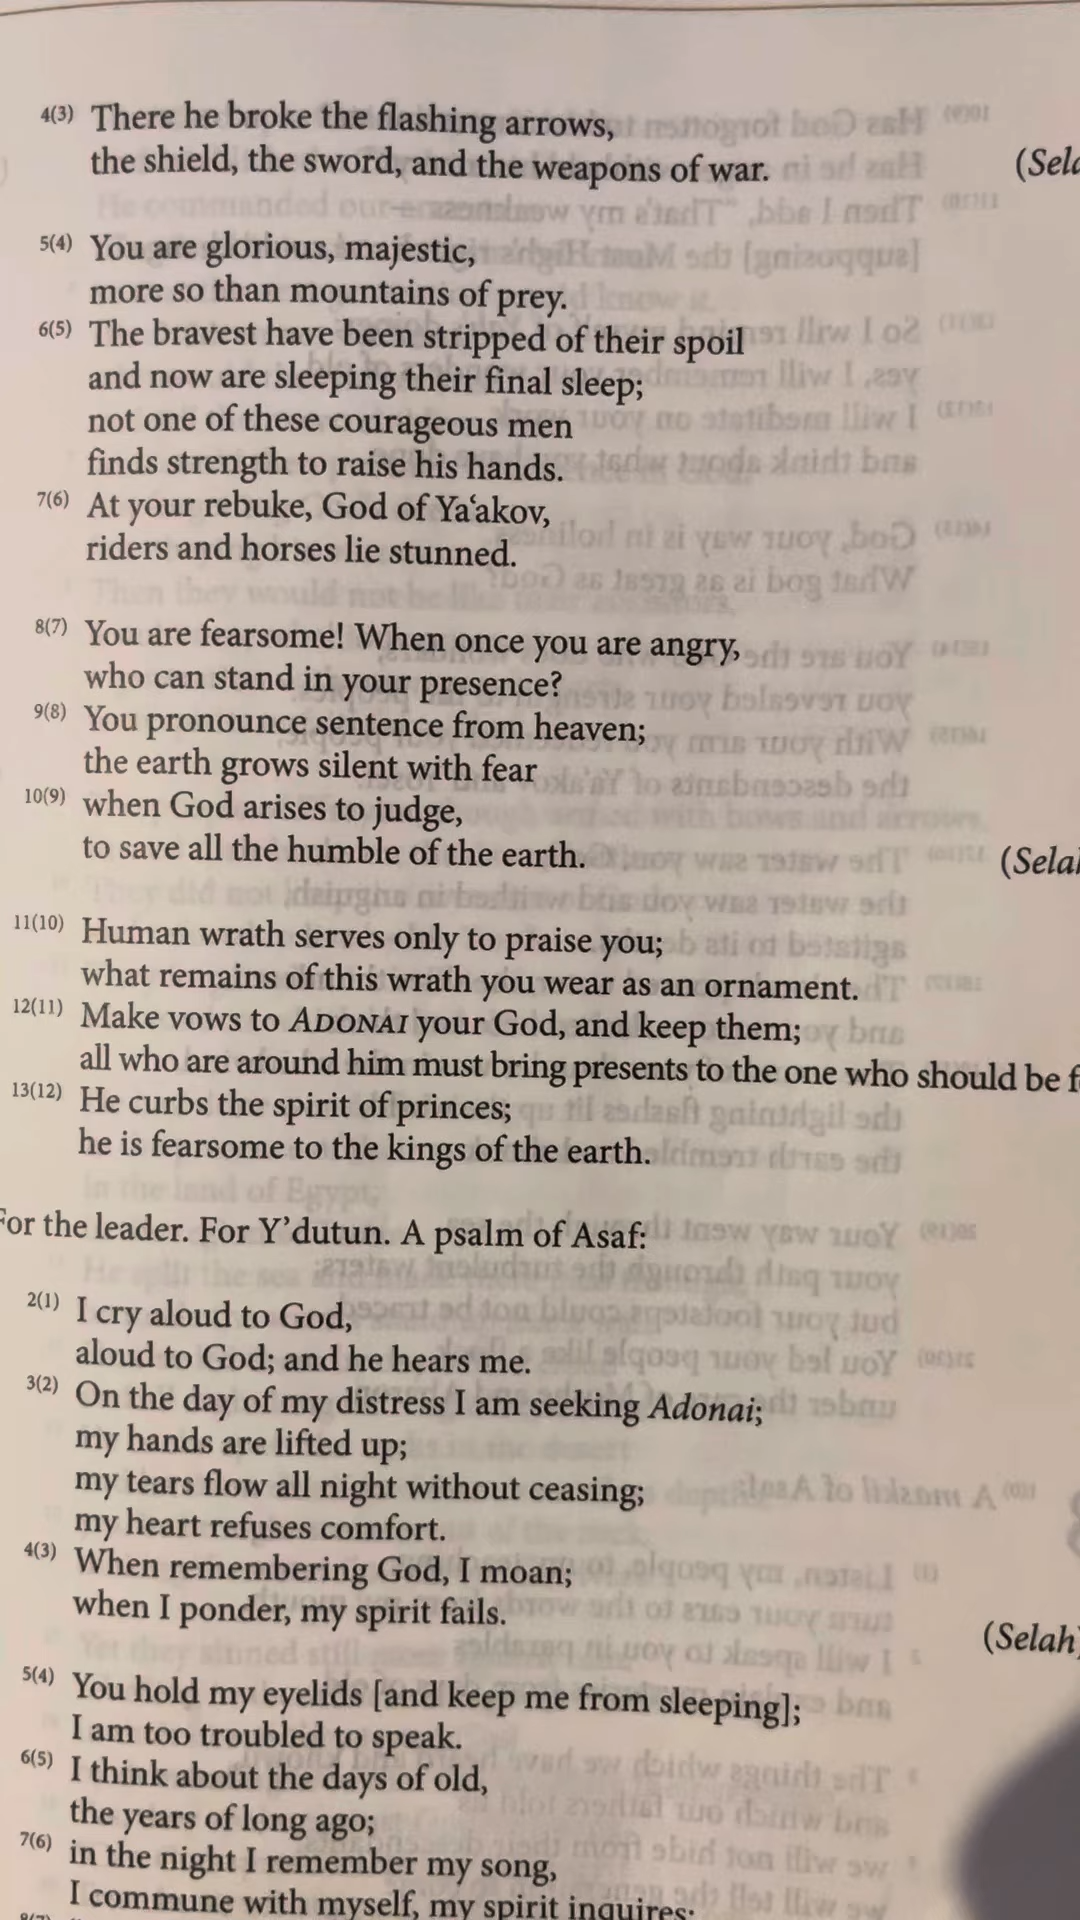 4(3) There he broke the flashing arrows,
the shield, the sword, and the weapons of war.
5(4) You are glorious, majestic,
more so than mountains of prey.
6(5) The bravest have been stripped of their spoil
and now are sleeping their final sleep;
not one of these courageous men
finds strength to raise his hands.
7(6) At your rebuke, God of Ya‘akov,
riders and horses lie stunned.
8(7) You are fearsome! When once you are angry,
who can stand in your presence?
9(8) You pronounce sentence from heaven;
the earth grows silent with fear
10(9) when God arises to judge,
to save all the humble of the earth.
11(10) Human wrath serves only to praise you;
what remains of this wrath you wear as an ornament.
12(11) Make vows to ADONAI your God, and keep them;
all who are around him must bring presents to the one who should be
13(12) He curbs the spirit of princes;
he is fearsome to the kings of the earth.
For the leader. For Y’dutun. A psalm of Asaf:
2(1) I cry aloud to God,
aloud to God; and he hears me.
3(2) On the day of my distress I am seeking Adonai;
my hands are lifted up;
my tears flow all night without ceasing;
my heart refuses comfort.
4(3) When remembering God, I moan;
when I ponder, my spirit fails. (Selah)
5(4) You hold my eyelids [and keep me from sleeping];
I am too troubled to speak.
6(5) I think about the days of old,
the years of long ago;
7(6) in the night I remember my song,
I commune with myself, my spirit inquires: